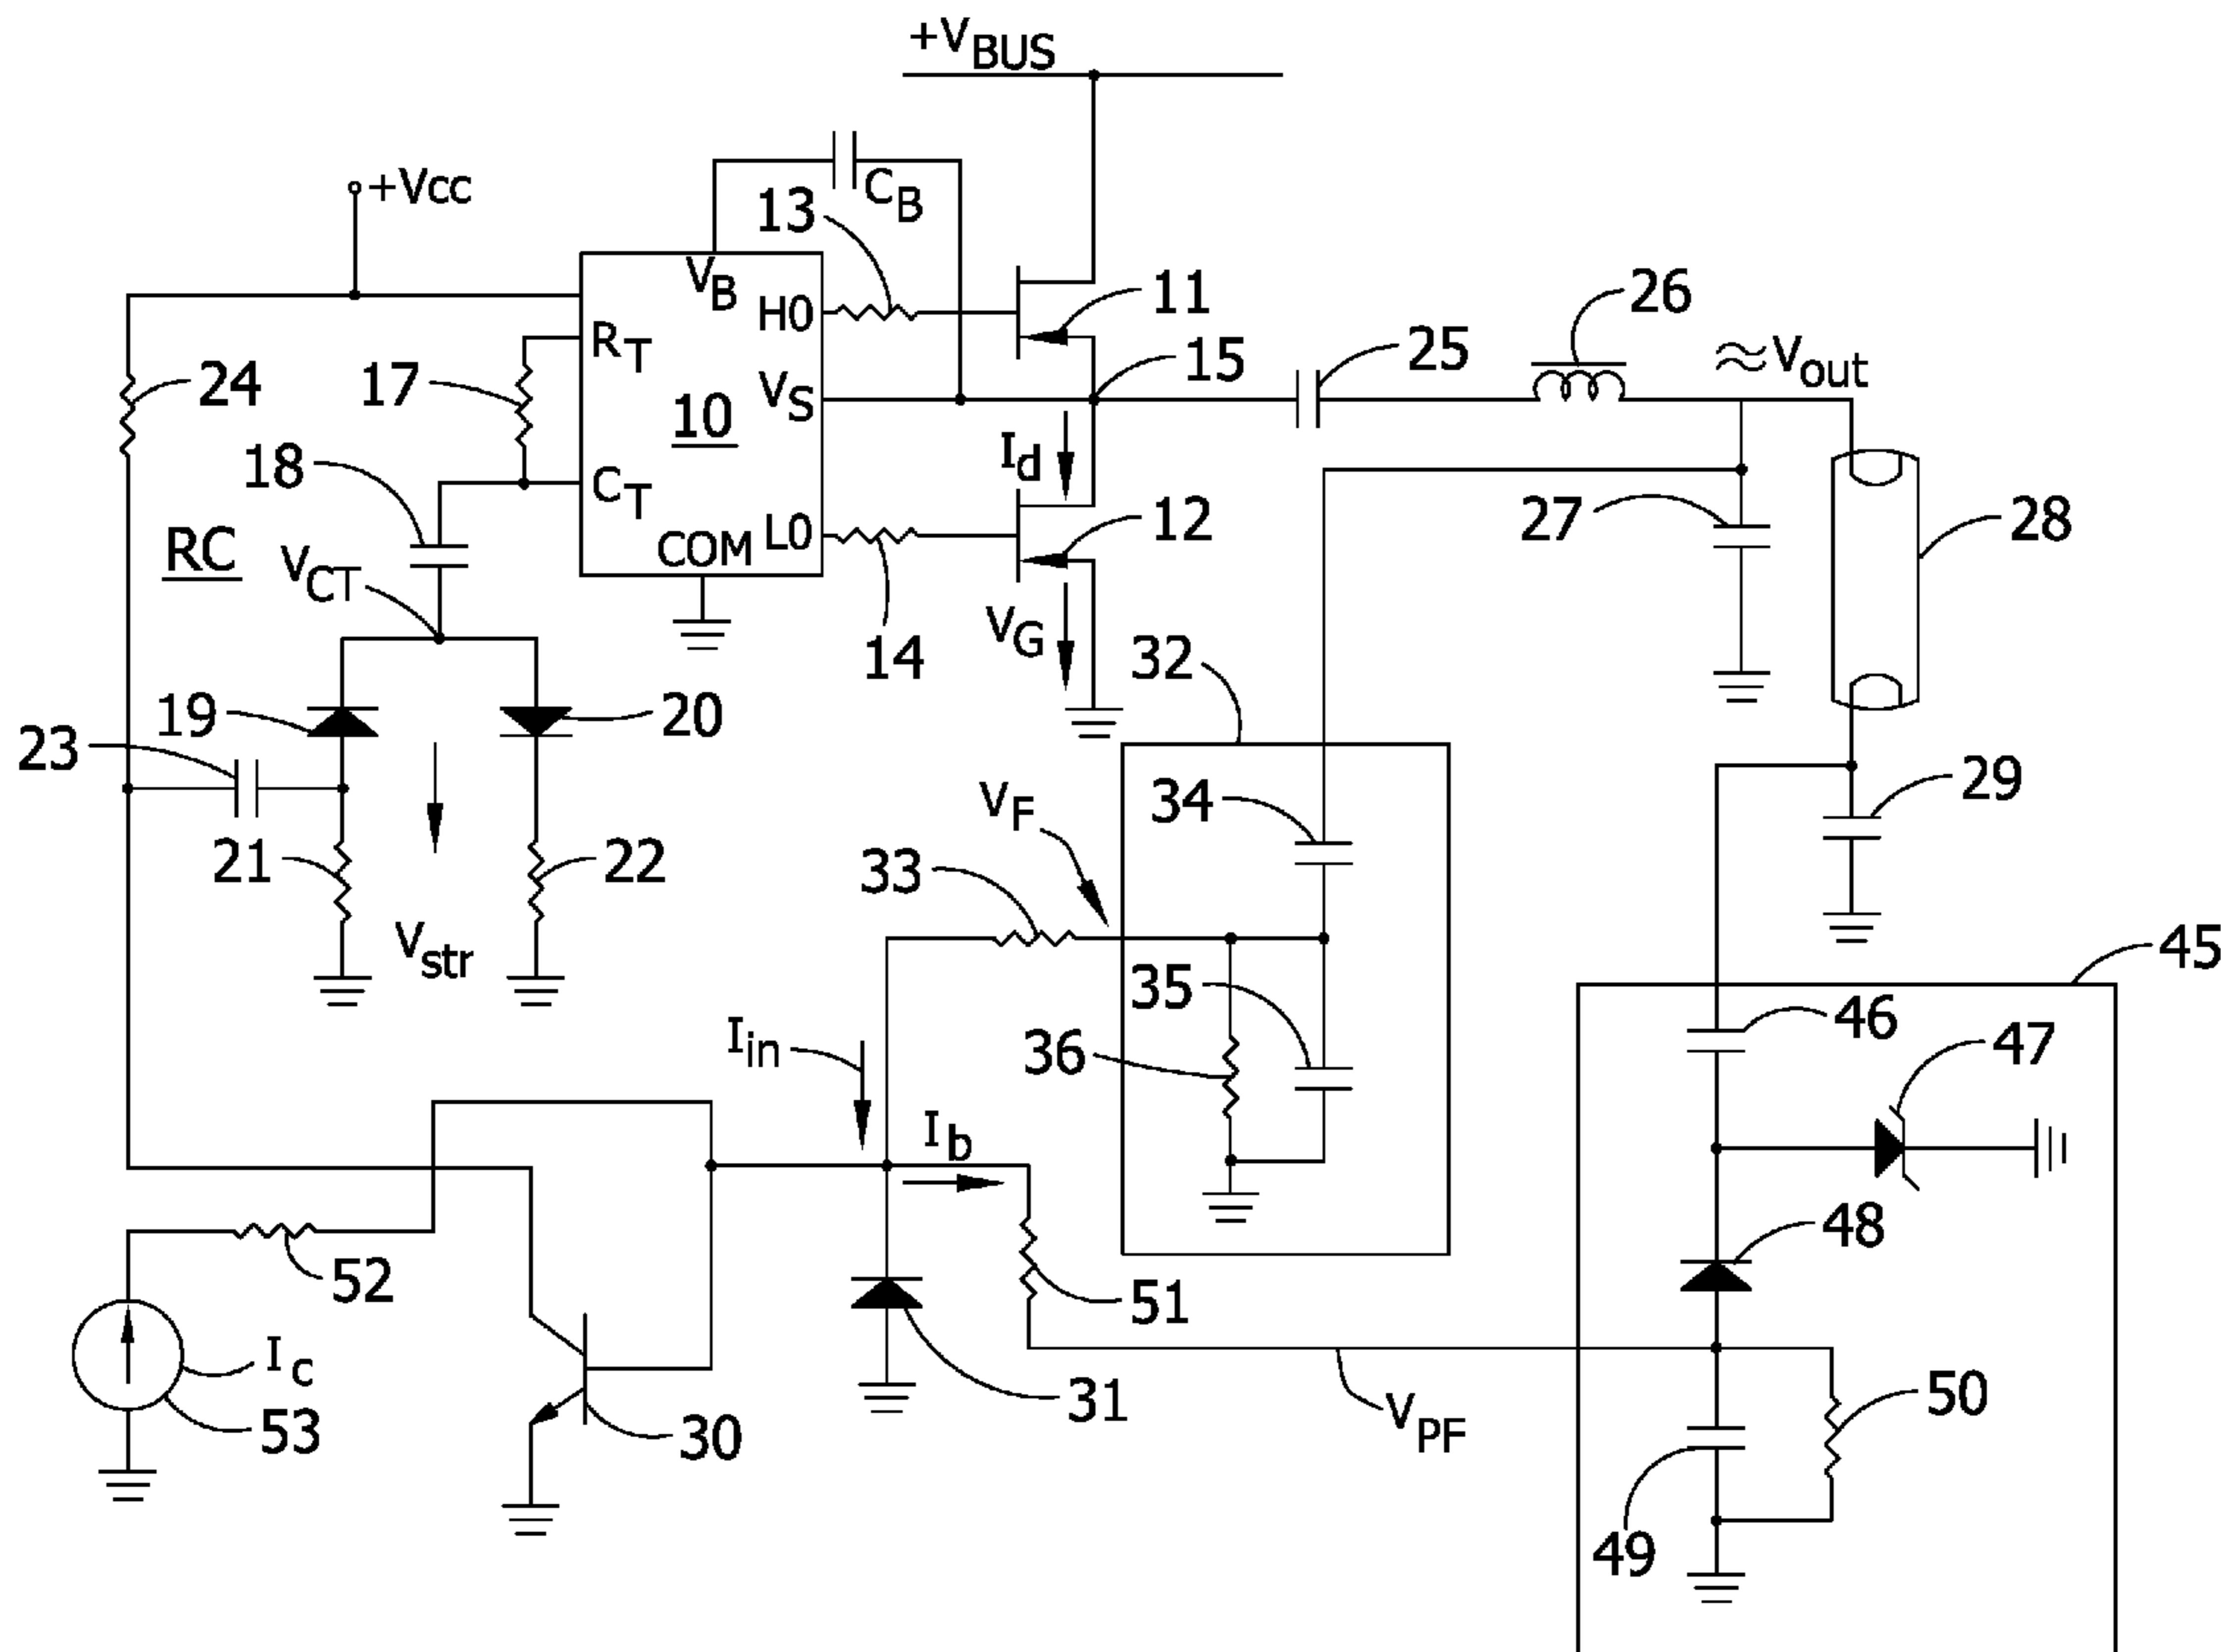 +VBUS
+Vcc
CB
13
VB
H0
11
26
RT
24
17
VS
15
25
≈Vout
10
18
Id
CT
27
12
28
L0
RC
COM
VCT
VG
14
32
19
20
23
VF
34
29
21
22
33
Vstr
45
35
46
Iin
36
47
Ib
48
52
51
Ic
31
50
53
30
VPF
49